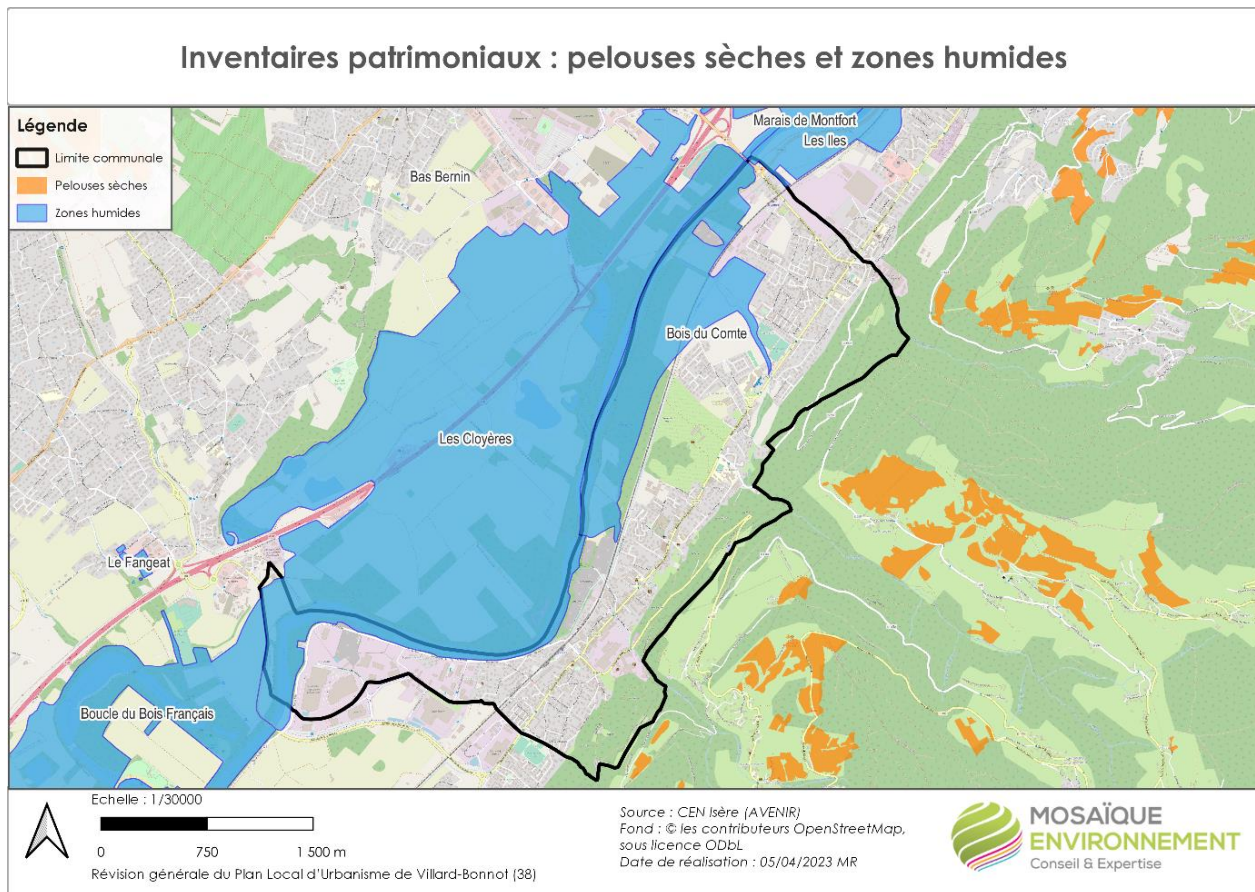 Inventaires patrimoniaux : pelouses sèches et zones humides
Légende
Limite communale
Pelouses sèches
Zones humides
Marais de Montfort
Les Iles
Bas Bernin
Bois du Comte
Les Cloyères
Le Fangeat
Boucle du Bois Français
Echelle : 1/30000
0 750 1 500 m
Révision générale du Plan Local d'Urbanisme de Villard-Bonnot (38)
Source : CEN Isère (AVENIR)
Fond : © les contributeurs OpenStreetMap,
sous licence ODbL
Date de réalisation : 05/04/2023 MR
MOSAÏQUE
ENVIRONNEMENT
Conseil & Expertise